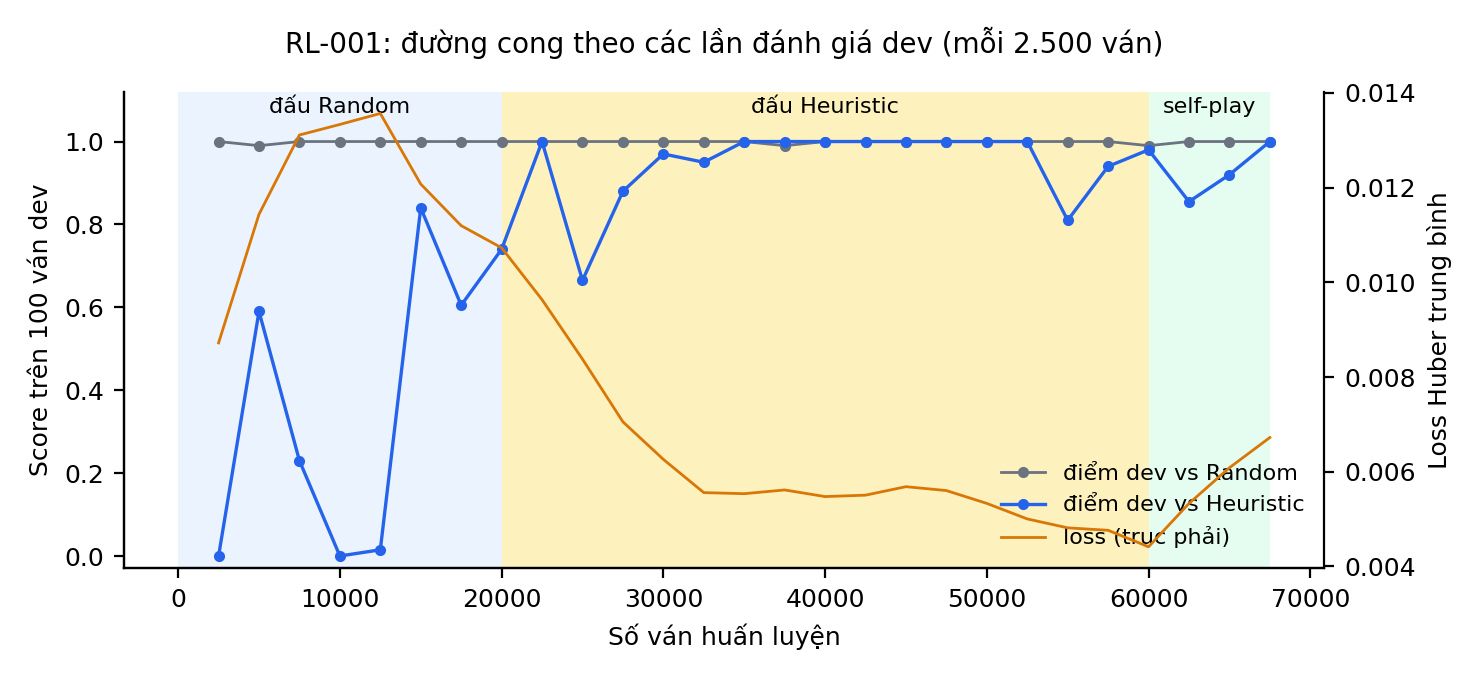 RL-001: đường cong theo các lần đánh giá dev (mỗi 2.500 ván)
đấu Random
đấu Heuristic
self-play
Score trên 100 ván dev
1.0
0.8
0.6
0.4
0.2
0.0
0.014
0.012
0.010
0.008
0.006
0.004
Loss Huber trung bình
điểm dev vs Random
điểm dev vs Heuristic
loss (trục phải)
0 10000 20000 30000 40000 50000 60000 70000
Số ván huấn luyện